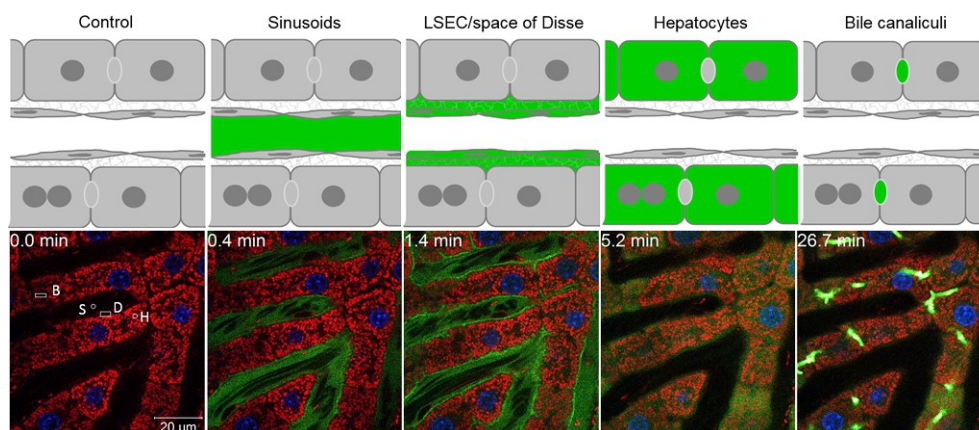 Control
Sinusoids
LSEC/space of Disse
Hepatocytes
Bile canaliculi
0.0 min
0.4 min
1.4 min
5.2 min
26.7 min
B
S
D
H
20 μm